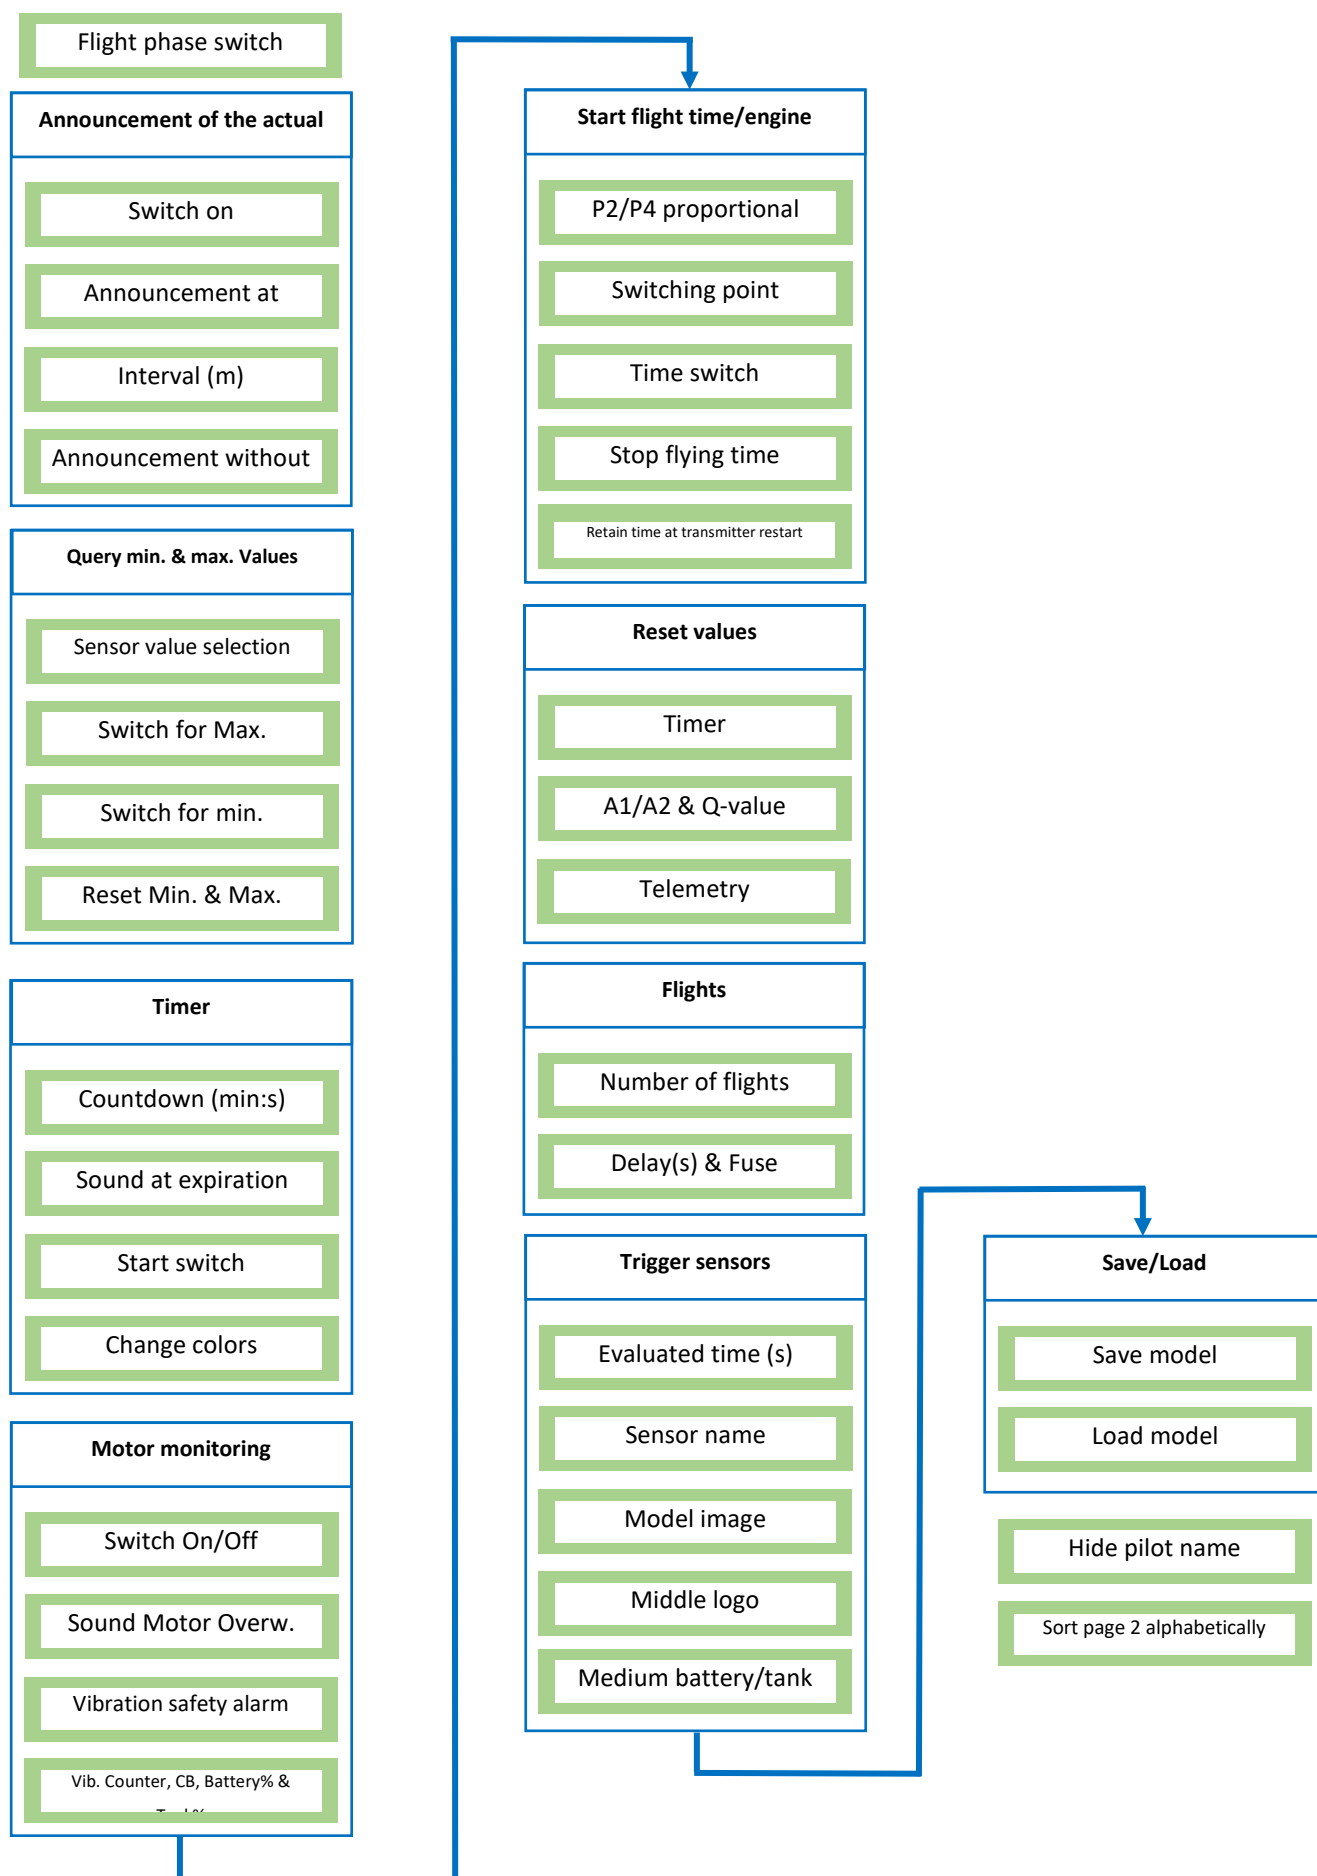 Flight phase switch
Announcement of the actual
Switch on
Announcement at
Interval (m)
Announcement without
Query min. & max. Values
Sensor value selection
Switch for Max.
Switch for min.
Reset Min. & Max.
Timer
Countdown (min:s)
Sound at expiration
Start switch
Change colors
Motor monitoring
Switch On/Off
Sound Motor Overw.
Vibration safety alarm
Vib. Counter, CB, Battery% &
Start flight time/engine
P2/P4 proportional
Switching point
Time switch
Stop flying time
Retain time at transmitter restart
Reset values
Timer
A1/A2 & Q-value
Telemetry
Flights
Number of flights
Delay(s) & Fuse
Trigger sensors
Evaluated time (s)
Sensor name
Model image
Middle logo
Medium battery/tank
Save/Load
Save model
Load model
Hide pilot name
Sort page 2 alphabetically